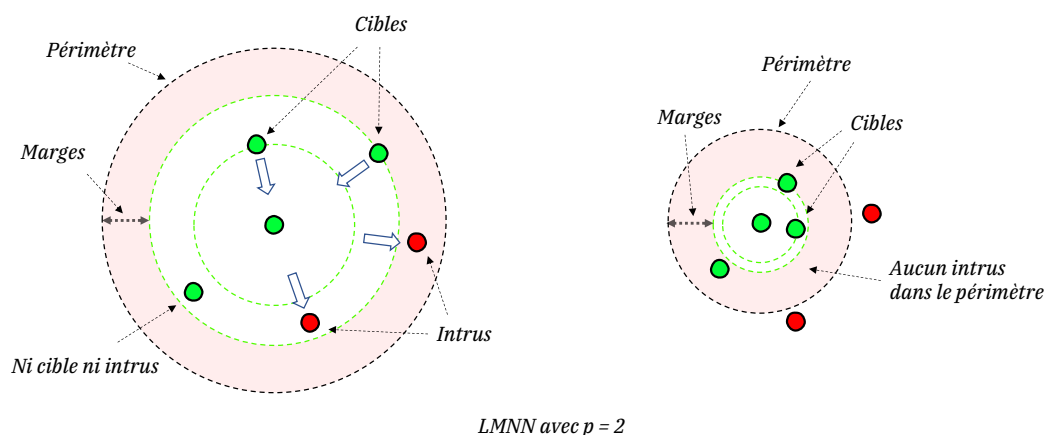 Cibles
Périmètre
Marges
Ni cible ni intrus
Intrus
Périmètre
Marges
Cibles
Aucun intrus
dans le périmètre
LMNN avec p = 2